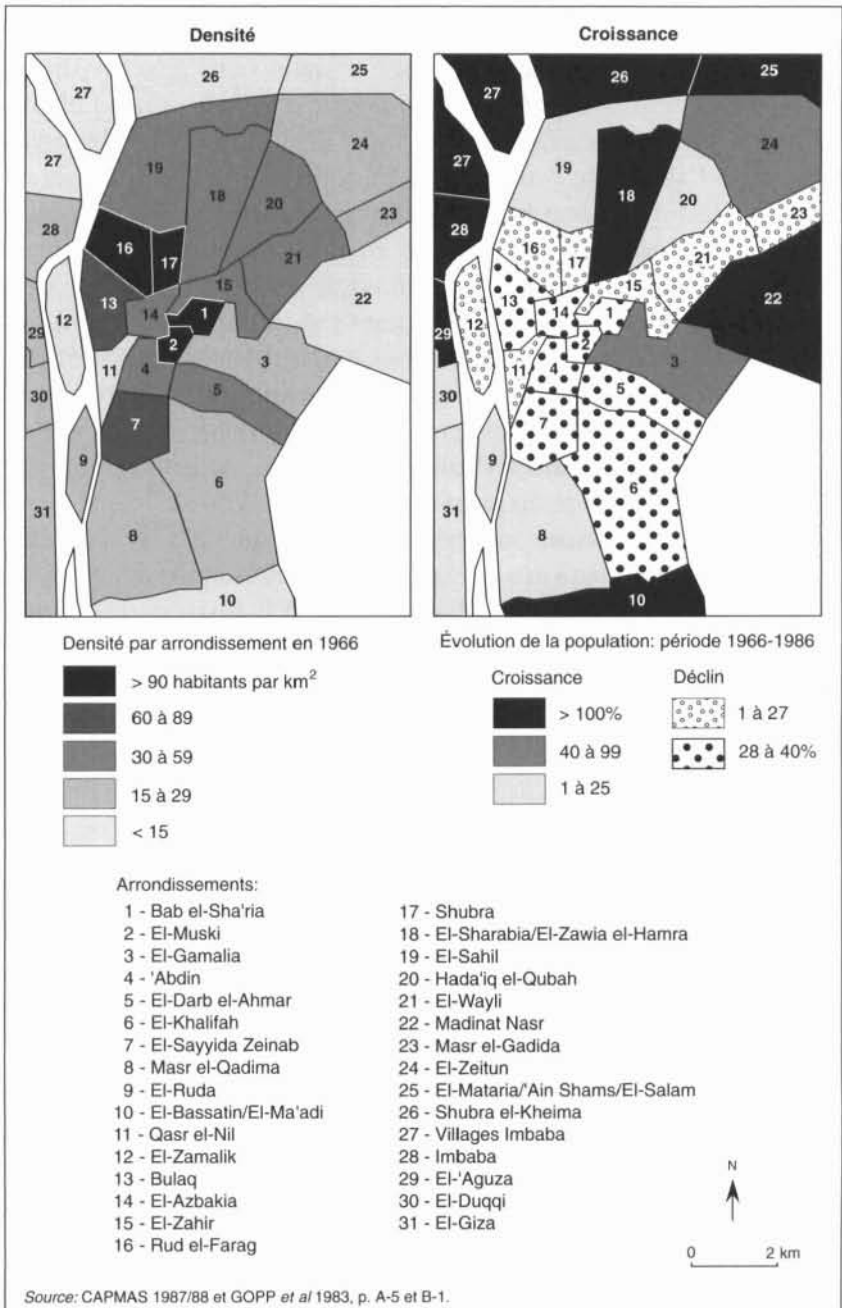 Densité
26
25
27
24
27
19
18
20
23
28
16
17
21
22
13
15
12
14
1
29
2
3
11
4
30
5
7
9
6
31
8
10
Croissance
26
25
27
24
19
27
18
20
23
28
16
17
21
22
13
15
12
14
1
29
2
3
11
4
5
30
7
9
6
31
8
10
Densité par arrondissement en 1966
> 90 habitants par km²
60 à 89
30 à 59
15 à 29
< 15
Évolution de la population: période 1966-1986
Croissance
> 100%
40 à 99
1 à 25
Déclin
1 à 27
28 à 40%
Arrondissements:
1 - Bab el-Sha'ria
2 - El-Muski
3 - El-Gamalia
4 - 'Abdin
5 - El-Darb el-Ahmar
6 - El-Khalifah
7 - El-Sayyida Zeinab
8 - Masr el-Qadima
9 - El-Ruda
10 - El-Bassatin/El-Ma'adi
11 - Qasr el-Nil
12 - El-Zamalik
13 - Bulaq
14 - El-Azbakia
15 - El-Zahir
16 - Rud el-Farag
17 - Shubra
18 - El-Sharabia/El-Zawia el-Hamra
19 - El-Sahil
20 - Hada'iq el-Qubah
21 - El-Wayli
22 - Madinat Nasr
23 - Masr el-Gadida
24 - El-Zeitun
25 - El-Mataria/'Ain Shams/El-Salam
26 - Shubra el-Kheima
27 - Villages Imbaba
28 - Imbaba
29 - El-'Aguza
30 - El-Duqqi
31 - El-Giza
N
0 2 km
Source: CAPMAS 1987/88 et GOPP et al 1983, p. A-5 et B-1.